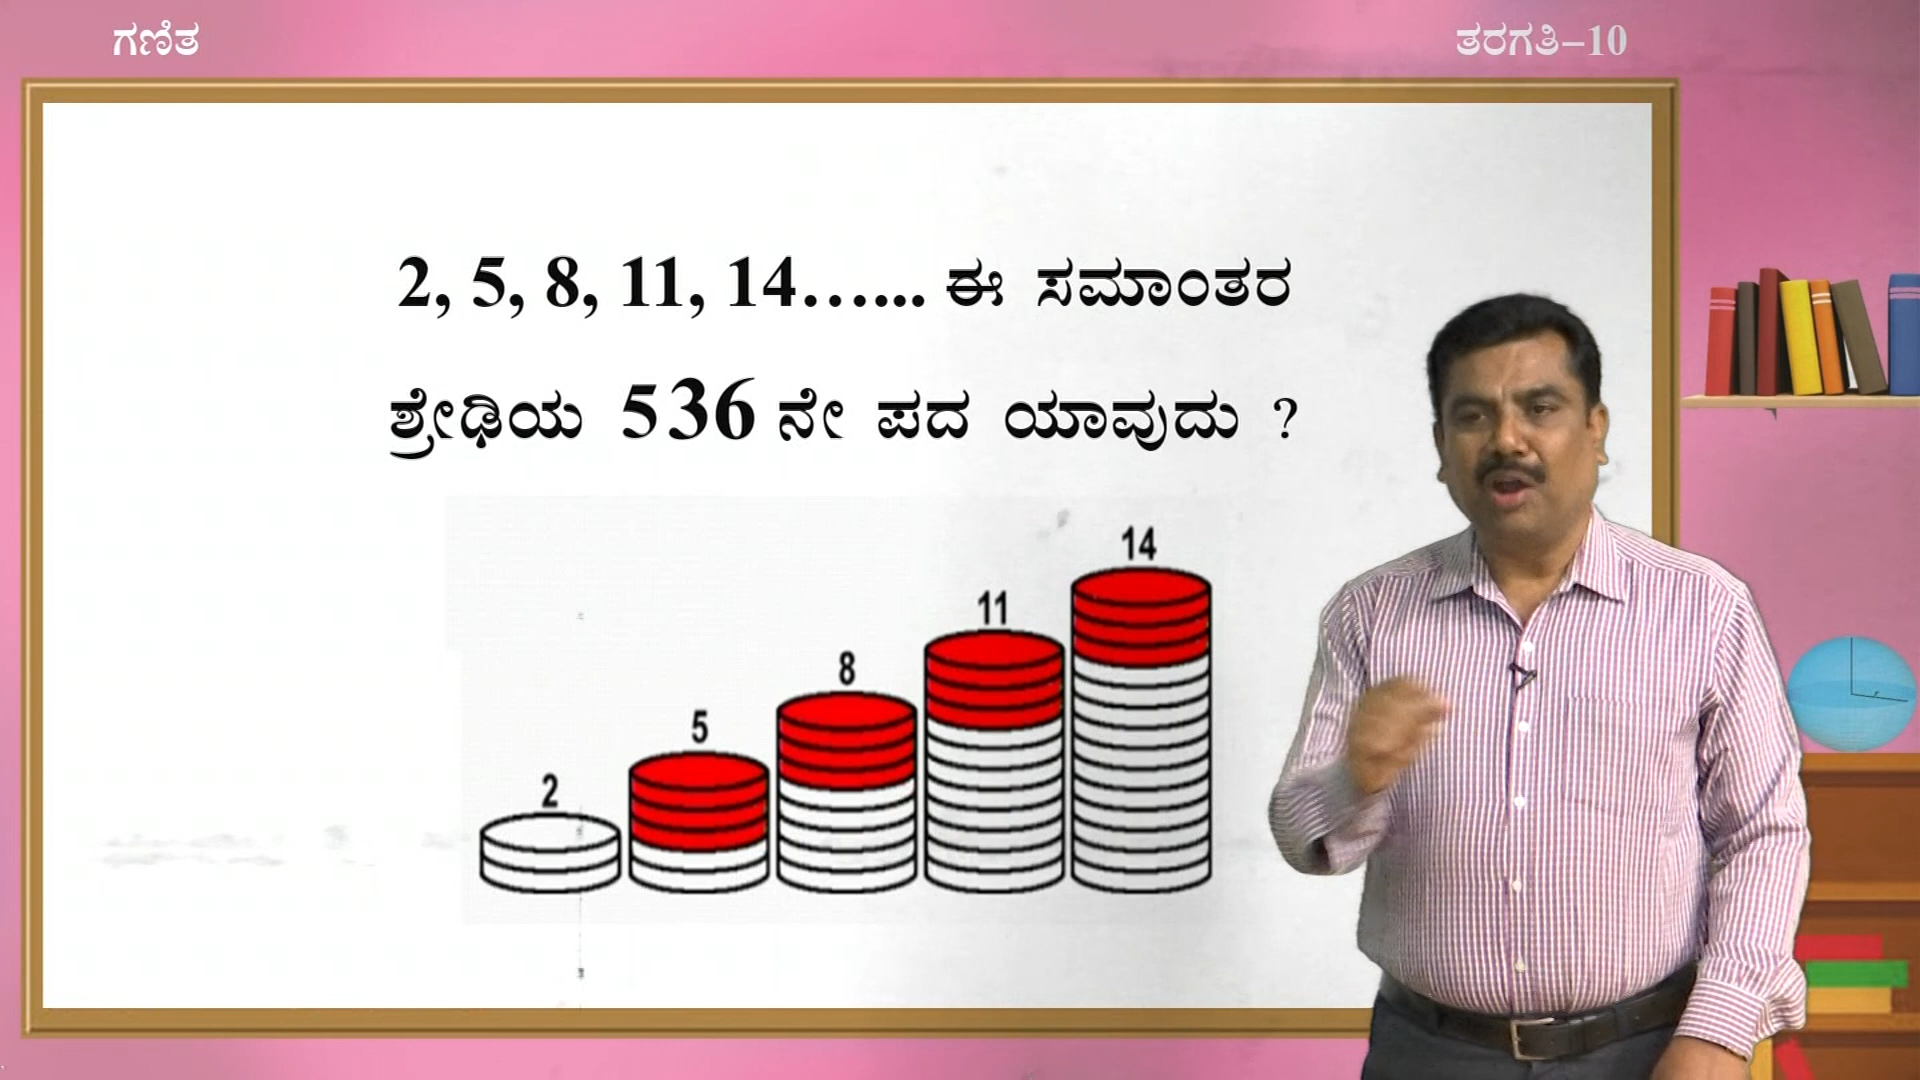 ಗಣಿತ
ತರಗತಿ–10
2, 5, 8, 11, 14…... ಈ ಸಮಾಂತರ
ಶ್ರೇಢಿಯ 536 ನೇ ಪದ ಯಾವುದು ?
2
5
8
11
14